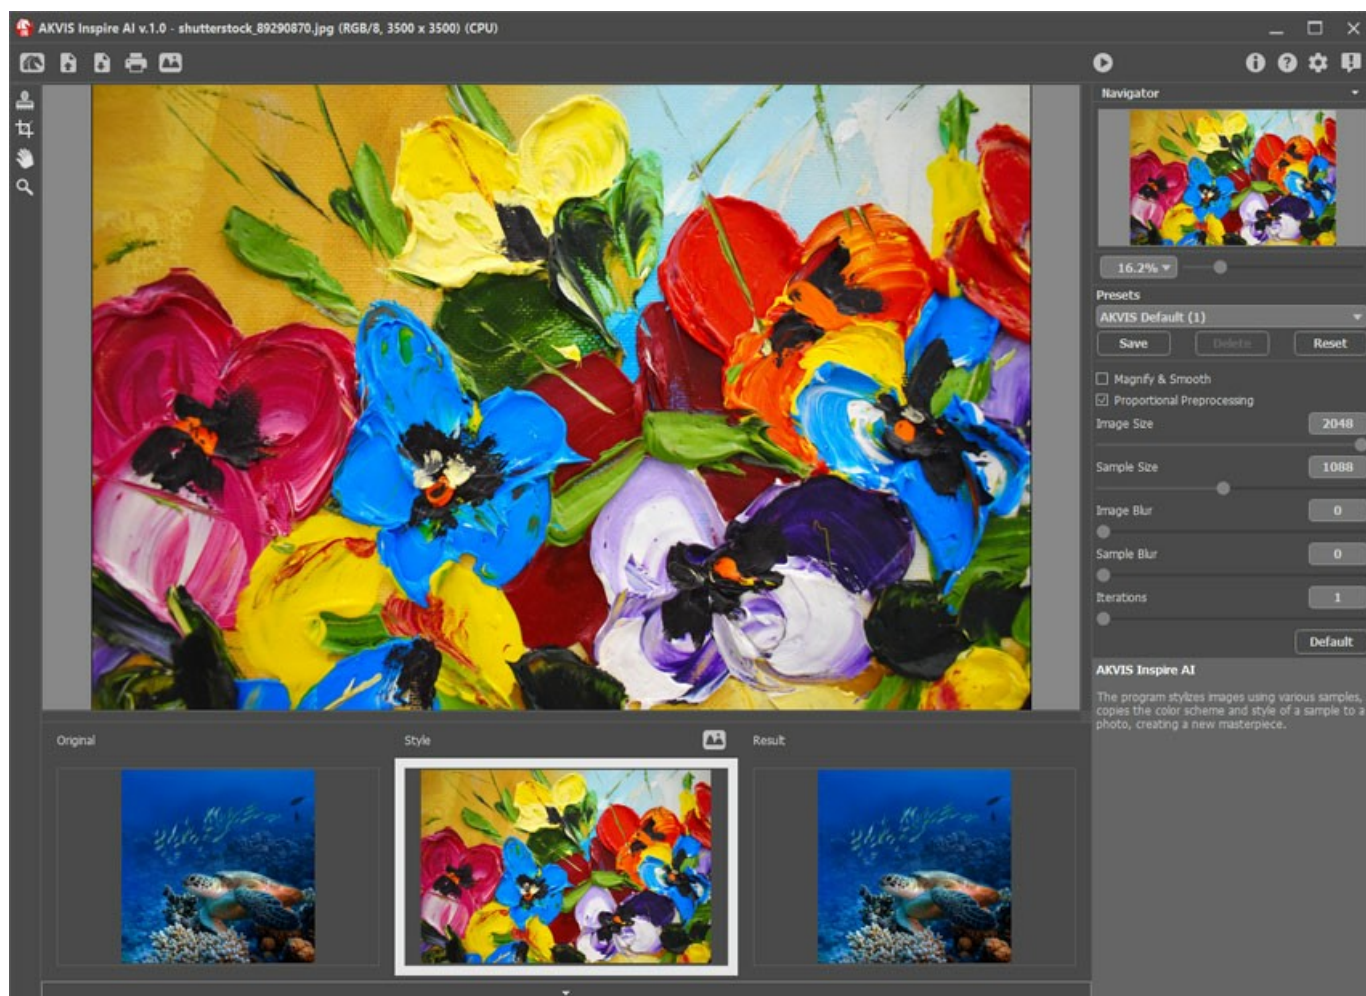 AKVIS Inspire AI v.1.0 - shutterstock_89290870.jpg (RGB/8, 3500 x 3500) (CPU)
Navigator
16.2%
Presets
AKVIS Default (1)
Save Delete Reset
Magnify & Smooth
Proportional Preprocessing
Image Size 2048
Sample Size 1088
Image Blur 0
Sample Blur 0
Iterations 1
Default
AKVIS Inspire AI
The program stylizes images using various samples,
copies the color scheme and style of a sample to a
photo, creating a new masterpiece.
Original Style Result